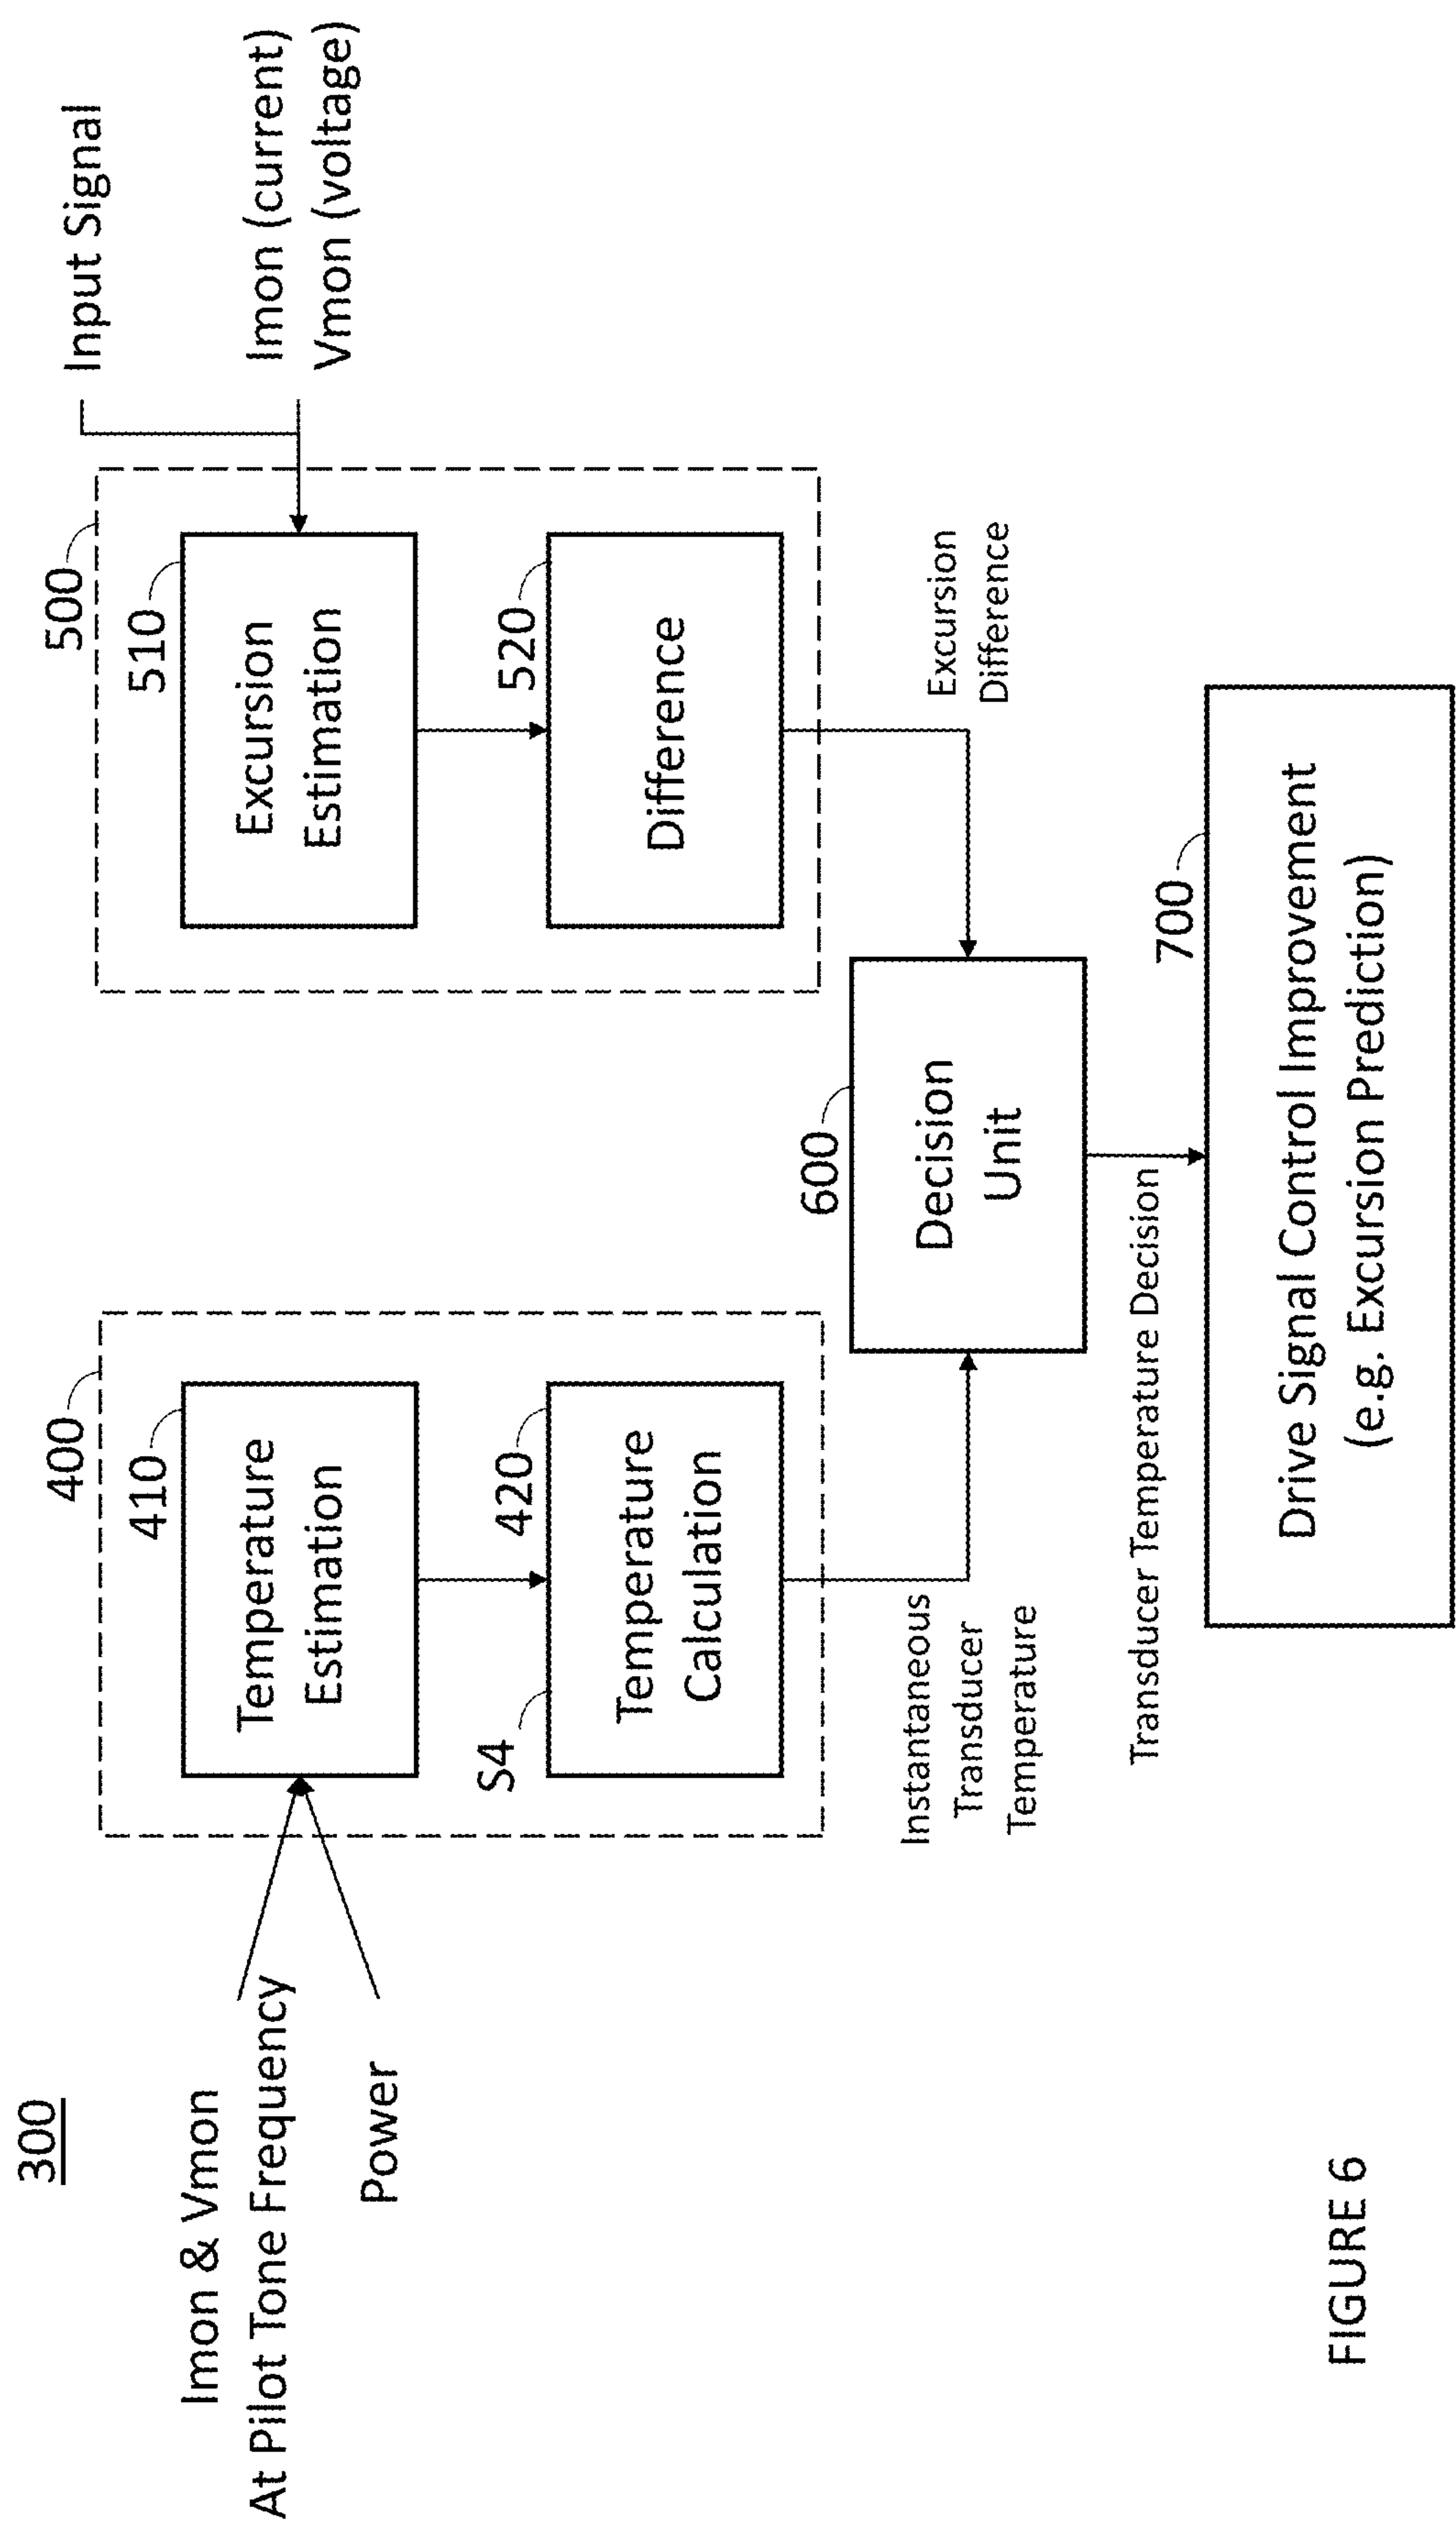 300
Imon & Vmon
At Pilot Tone Frequency
Power
400
410
Temperature
Estimation
S4
420
Temperature
Calculation
Instantaneous
Transducer
Temperature
500
510
Excursion
Estimation
520
Difference
Input Signal
Imon (current)
Vmon (voltage)
Excursion
Difference
600
Decision
Unit
Transducer Temperature Decision
700
Drive Signal Control Improvement
(e.g. Excursion Prediction)
FIGURE 6